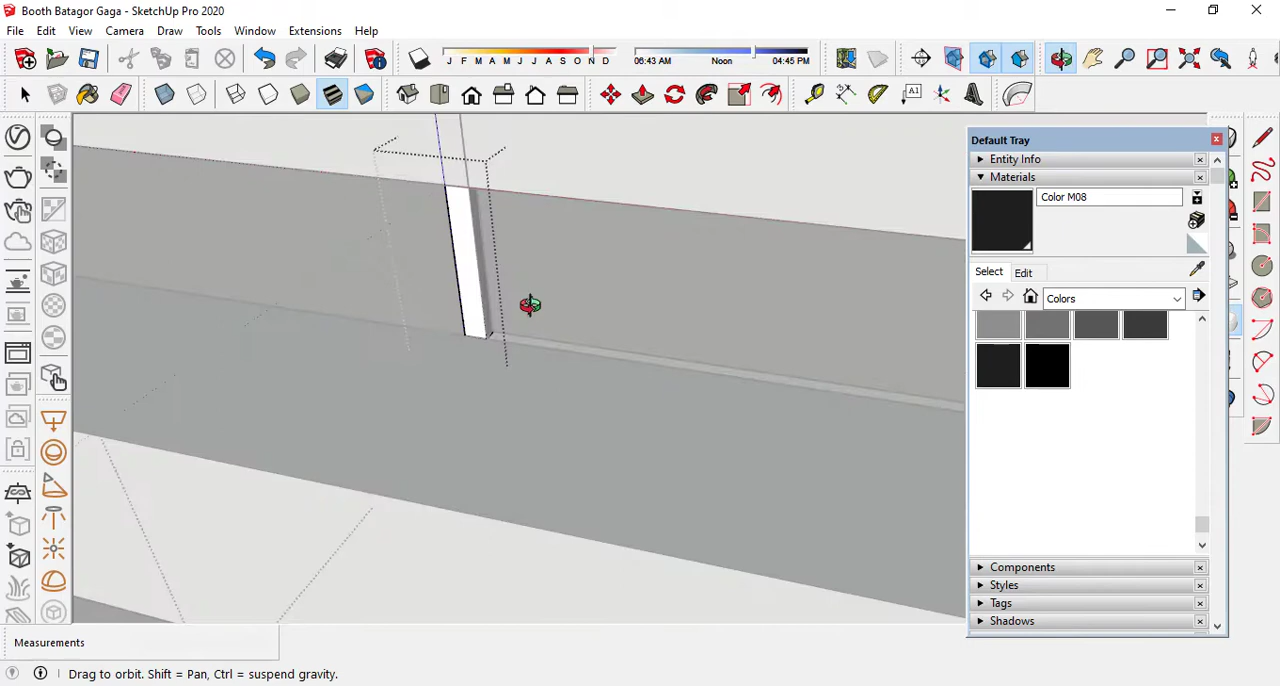 Booth Batagor Gaga - SketchUp Pro 2020
File Edit View Camera Draw Tools Window Extensions Help
J F M A M J J A S O N D
06:43 AM Noon 04:45 PM
A1
Default Tray
Entity Info
Materials
Color M08
Select Edit
Colors
Components
Styles
Tags
Shadows
Measurements
Drag to orbit. Shift = Pan, Ctrl = suspend gravity.